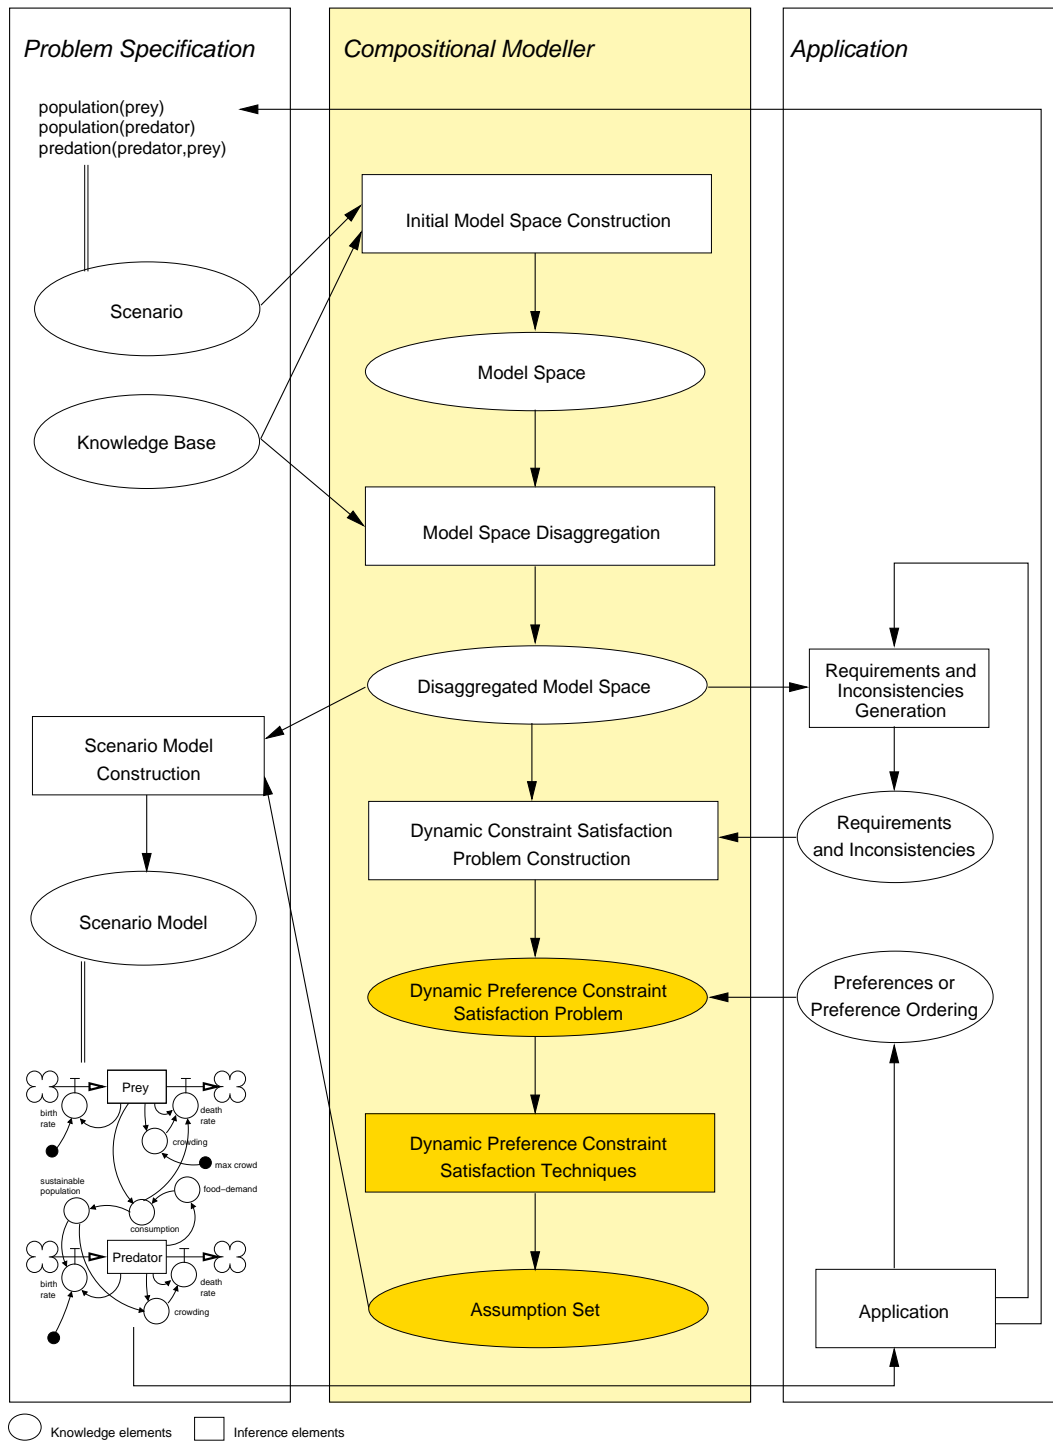 Problem Specification
population(prey)
population(predator)
predation(predator,prey)
Scenario
Knowledge Base
Scenario Model
Construction
Scenario Model
Prey
birth
rate
death
rate
crowding
max crowd
sustainable
population
food−demand
consumption
Predator
birth
rate
death
rate
crowding
Compositional Modeller
Initial Model Space Construction
Model Space
Model Space Disaggregation
Disaggregated Model Space
Dynamic Constraint Satisfaction
Problem Construction
Dynamic Preference Constraint
Satisfaction Problem
Dynamic Preference Constraint
Satisfaction Techniques
Assumption Set
Application
Requirements and
Inconsistencies
Generation
Requirements
and Inconsistencies
Preferences or
Preference Ordering
Application
Knowledge elements
Inference elements